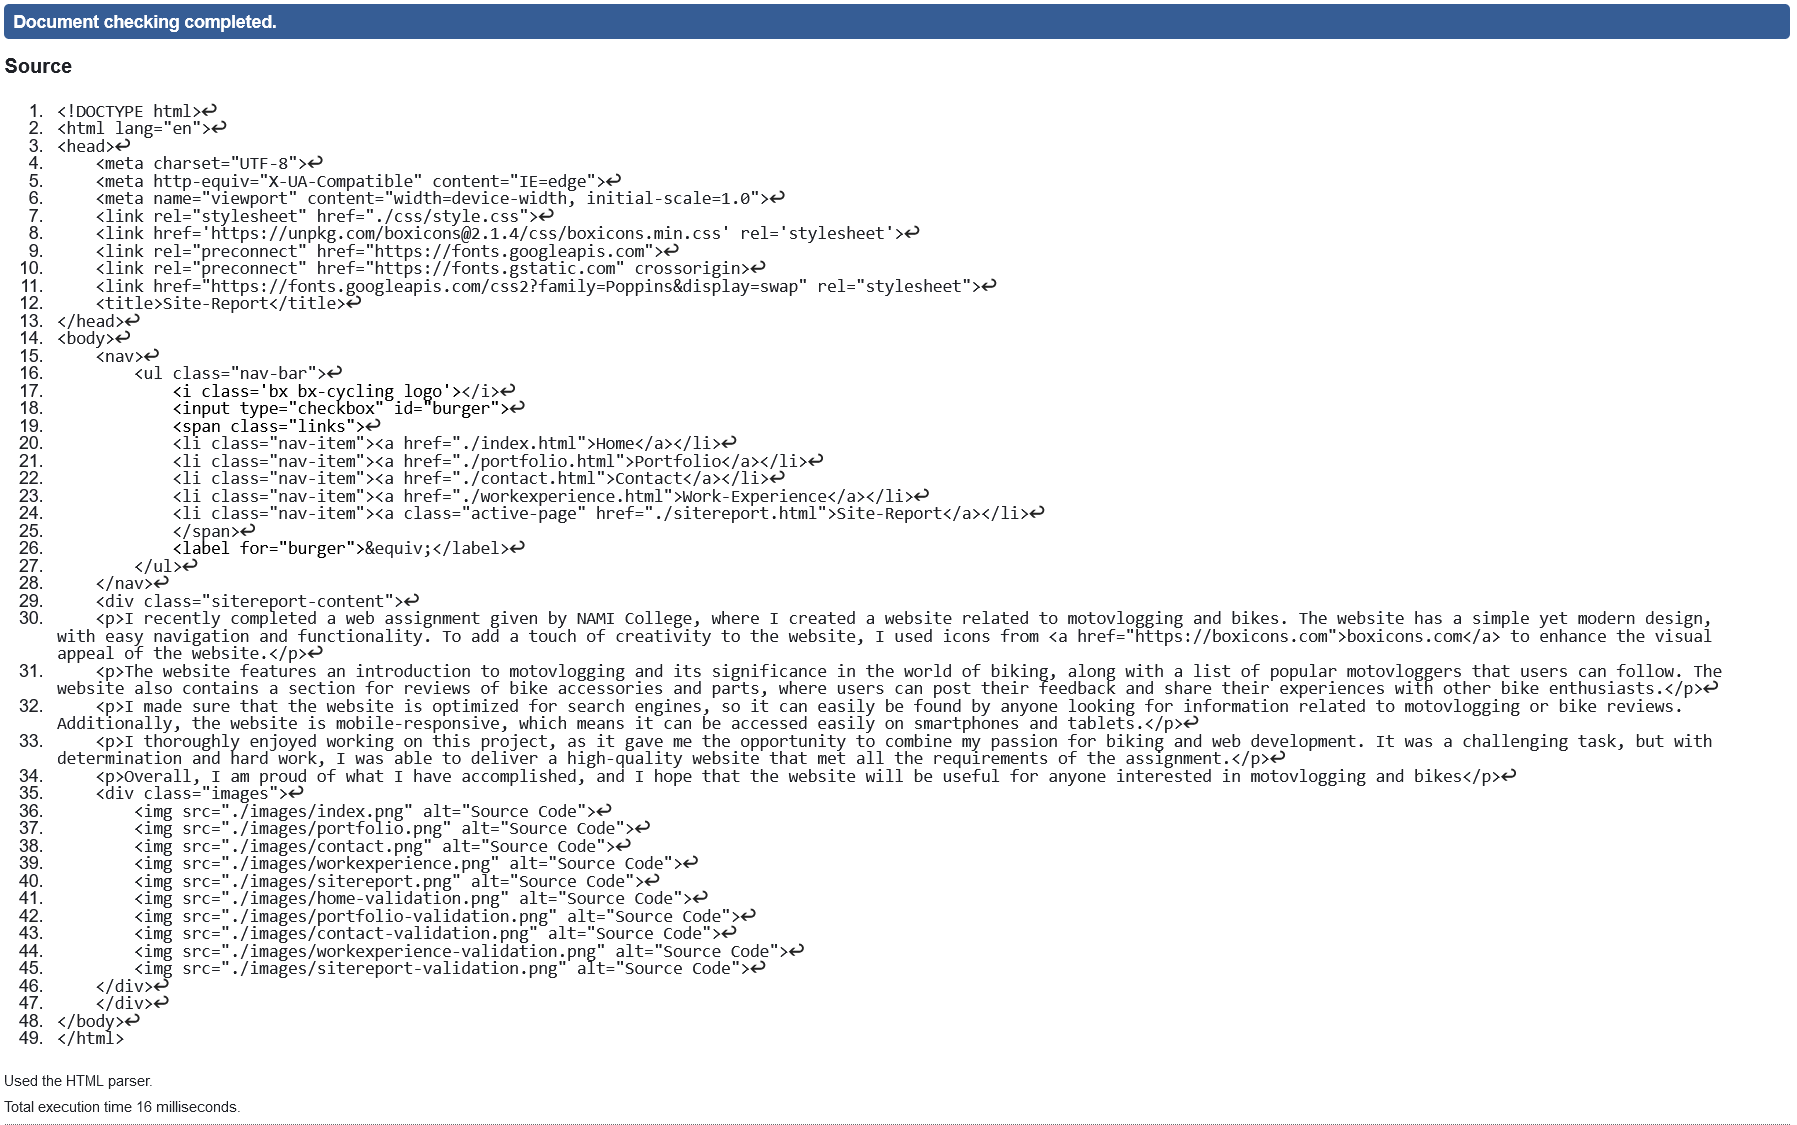 Document checking completed.
Source
1. <!DOCTYPE html>↩
2. <html lang="en">↩
3. <head>↩
4.     <meta charset="UTF-8">↩
5.     <meta http-equiv="X-UA-Compatible" content="IE=edge">↩
6.     <meta name="viewport" content="width=device-width, initial-scale=1.0">↩
7.     <link rel="stylesheet" href="./css/style.css">↩
8.     <link href='https://unpkg.com/boxicons@2.1.4/css/boxicons.min.css' rel='stylesheet'>↩
9.     <link rel="preconnect" href="https://fonts.googleapis.com">↩
10.     <link rel="preconnect" href="https://fonts.gstatic.com" crossorigin>↩
11.     <link href="https://fonts.googleapis.com/css2?family=Poppins&display=swap" rel="stylesheet">↩
12.     <title>Site-Report</title>↩
13. </head>↩
14. <body>↩
15.     <nav>↩
16.         <ul class="nav-bar">↩
17.             <i class='bx bx-cycling logo'></i>↩
18.             <input type="checkbox" id="burger">↩
19.             <span class="links">↩
20.             <li class="nav-item"><a href="./index.html">Home</a></li>↩
21.             <li class="nav-item"><a href="./portfolio.html">Portfolio</a></li>↩
22.             <li class="nav-item"><a href="./contact.html">Contact</a></li>↩
23.             <li class="nav-item"><a href="./workexperience.html">Work-Experience</a></li>↩
24.             <li class="nav-item"><a class="active-page" href="./sitereport.html">Site-Report</a></li>↩
25.             </span>↩
26.             <label for="burger">&equiv;</label>↩
27.         </ul>↩
28.     </nav>↩
29.     <div class="sitereport-content">↩
30.     <p>I recently completed a web assignment given by NAMI College, where I created a website related to motovlogging and bikes. The website has a simple yet modern design,
with easy navigation and functionality. To add a touch of creativity to the website, I used icons from <a href="https://boxicons.com">boxicons.com</a> to enhance the visual
appeal of the website.</p>↩
31.     <p>The website features an introduction to motovlogging and its significance in the world of biking, along with a list of popular motovloggers that users can follow. The
website also contains a section for reviews of bike accessories and parts, where users can post their feedback and share their experiences with other bike enthusiasts.</p>↩
32.     <p>I made sure that the website is optimized for search engines, so it can easily be found by anyone looking for information related to motovlogging or bike reviews.
Additionally, the website is mobile-responsive, which means it can be accessed easily on smartphones and tablets.</p>↩
33.     <p>I thoroughly enjoyed working on this project, as it gave me the opportunity to combine my passion for biking and web development. It was a challenging task, but with
determination and hard work, I was able to deliver a high-quality website that met all the requirements of the assignment.</p>↩
34.     <p>Overall, I am proud of what I have accomplished, and I hope that the website will be useful for anyone interested in motovlogging and bikes</p>↩
35.     <div class="images">↩
36.         <img src="./images/index.png" alt="Source Code">↩
37.         <img src="./images/portfolio.png" alt="Source Code">↩
38.         <img src="./images/contact.png" alt="Source Code">↩
39.         <img src="./images/workexperience.png" alt="Source Code">↩
40.         <img src="./images/sitereport.png" alt="Source Code">↩
41.         <img src="./images/home-validation.png" alt="Source Code">↩
42.         <img src="./images/portfolio-validation.png" alt="Source Code">↩
43.         <img src="./images/contact-validation.png" alt="Source Code">↩
44.         <img src="./images/workexperience-validation.png" alt="Source Code">↩
45.         <img src="./images/sitereport-validation.png" alt="Source Code">↩
46.     </div>↩
47.     </div>↩
48. </body>↩
49. </html>
Used the HTML parser.
Total execution time 16 milliseconds.